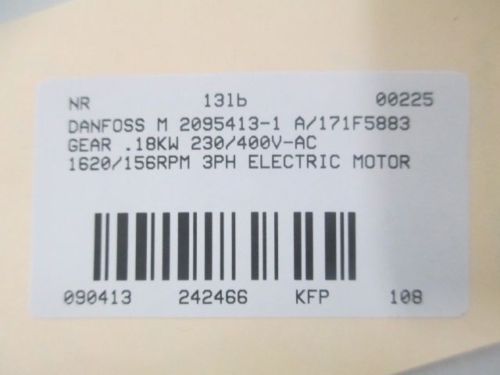 NR 13lb 00225
DANFOSS M 2095413-1 A/171F5883
GEAR .18KW 230/400V-AC
1620/156RPM 3PH ELECTRIC MOTOR
090413 242466 KFP 108